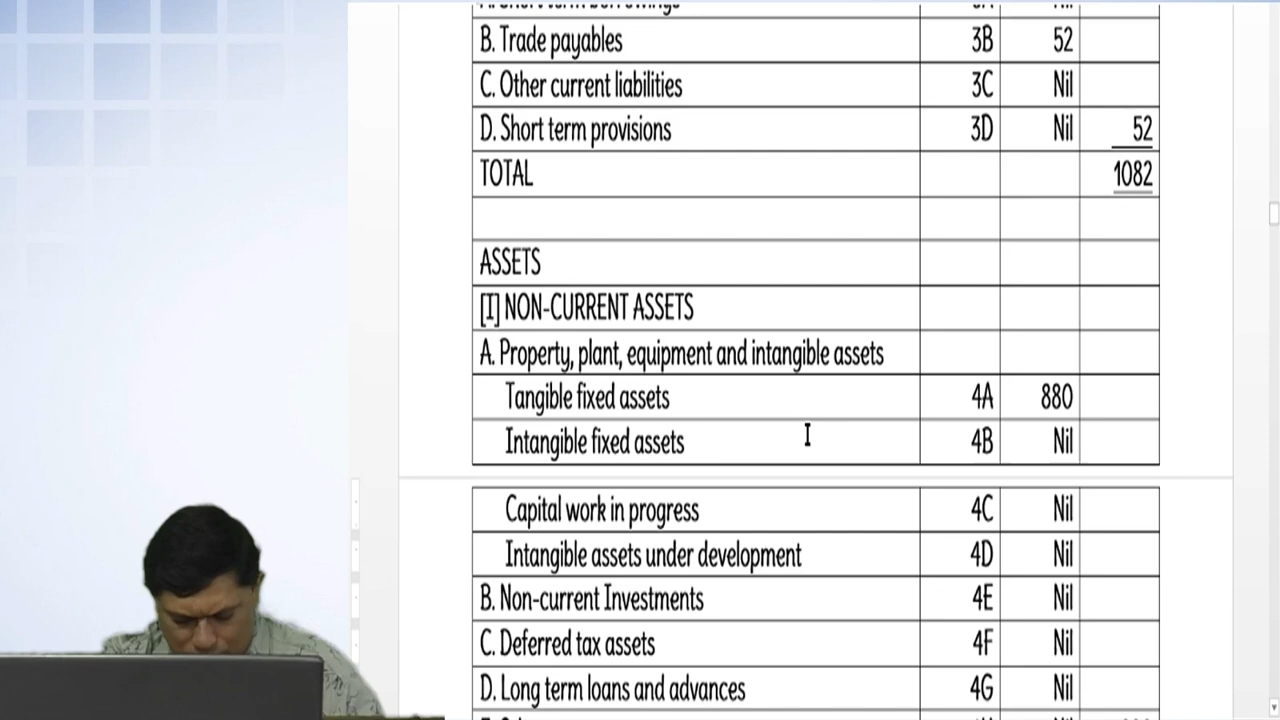 B. Trade payables 3B 52
C. Other current liabilities 3C Nil
D. Short term provisions 3D Nil 52
TOTAL 1082
ASSETS
[I] NON-CURRENT ASSETS
A. Property, plant, equipment and intangible assets
Tangible fixed assets 4A 880
Intangible fixed assets 4B Nil
Capital work in progress 4C Nil
Intangible assets under development 4D Nil
B. Non-current Investments 4E Nil
C. Deferred tax assets 4F Nil
D. Long term loans and advances 4G Nil